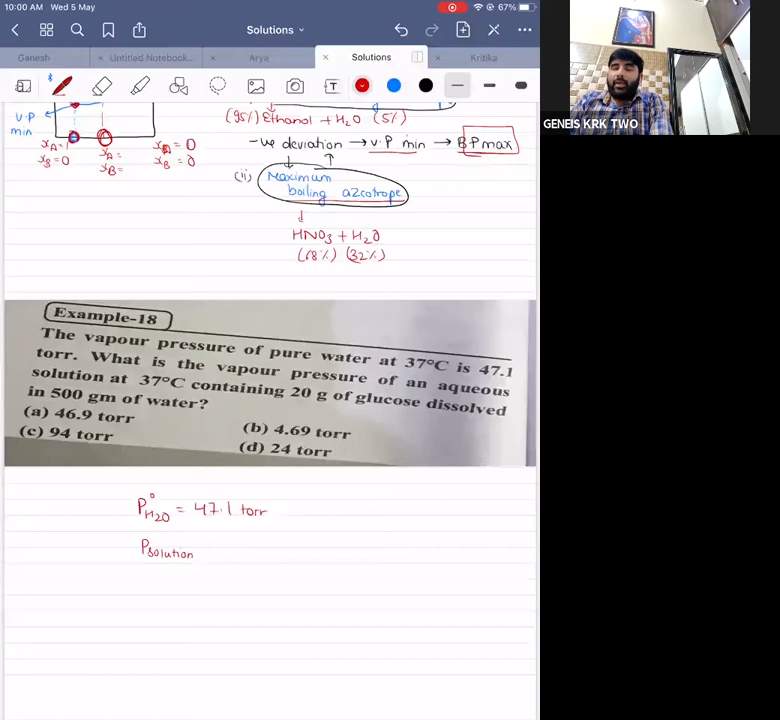 10:00 AM Wed 5 May
67%
Solutions
Ganesh
Untitled Notebook...
Arya
Solutions
Kritika
V.P
min
xA=1
xB=0
xA=
xB=
xA=0
xB=0
(95%) Ethanol + H2O (5%)
-ve deviation → V.P min → B.P max
(ii) Maximum
boiling azeotrope
HNO3 + H2O
(68%) (32%)
Example-18
The vapour pressure of pure water at 37°C is 47.1
torr. What is the vapour pressure of an aqueous
solution at 37°C containing 20 g of glucose dissolved
in 500 gm of water?
(a) 46.9 torr
(b) 4.69 torr
(c) 94 torr
(d) 24 torr
P°H2O = 47.1 torr
Psolution
GENEIS KRK TWO